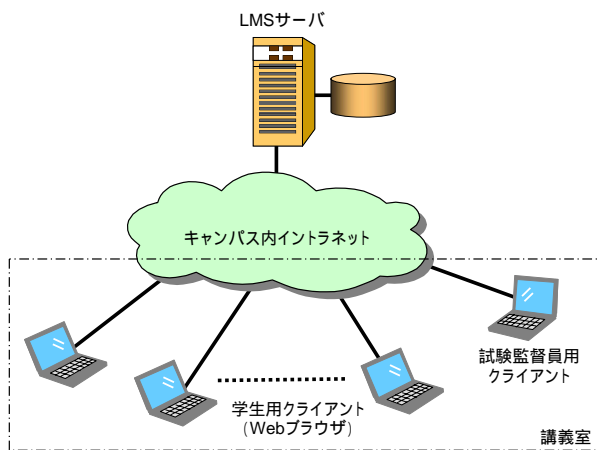 LMSサーバ
キャンパス内イントラネット
試験監督員用
クライアント
学生用クライアント
(Webブラウザ)
講義室